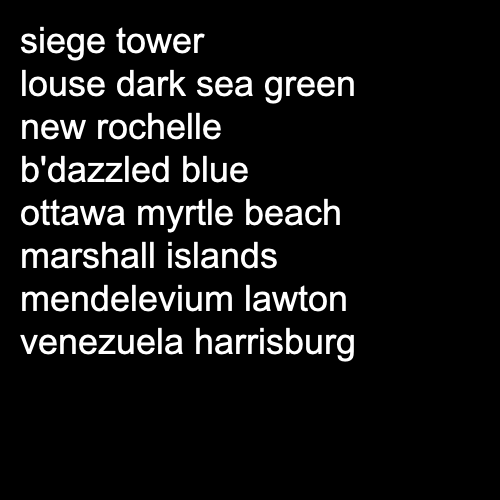 siege tower
louse dark sea green
new rochelle
b'dazzled blue
ottawa myrtle beach
marshall islands
mendelevium lawton
venezuela harrisburg